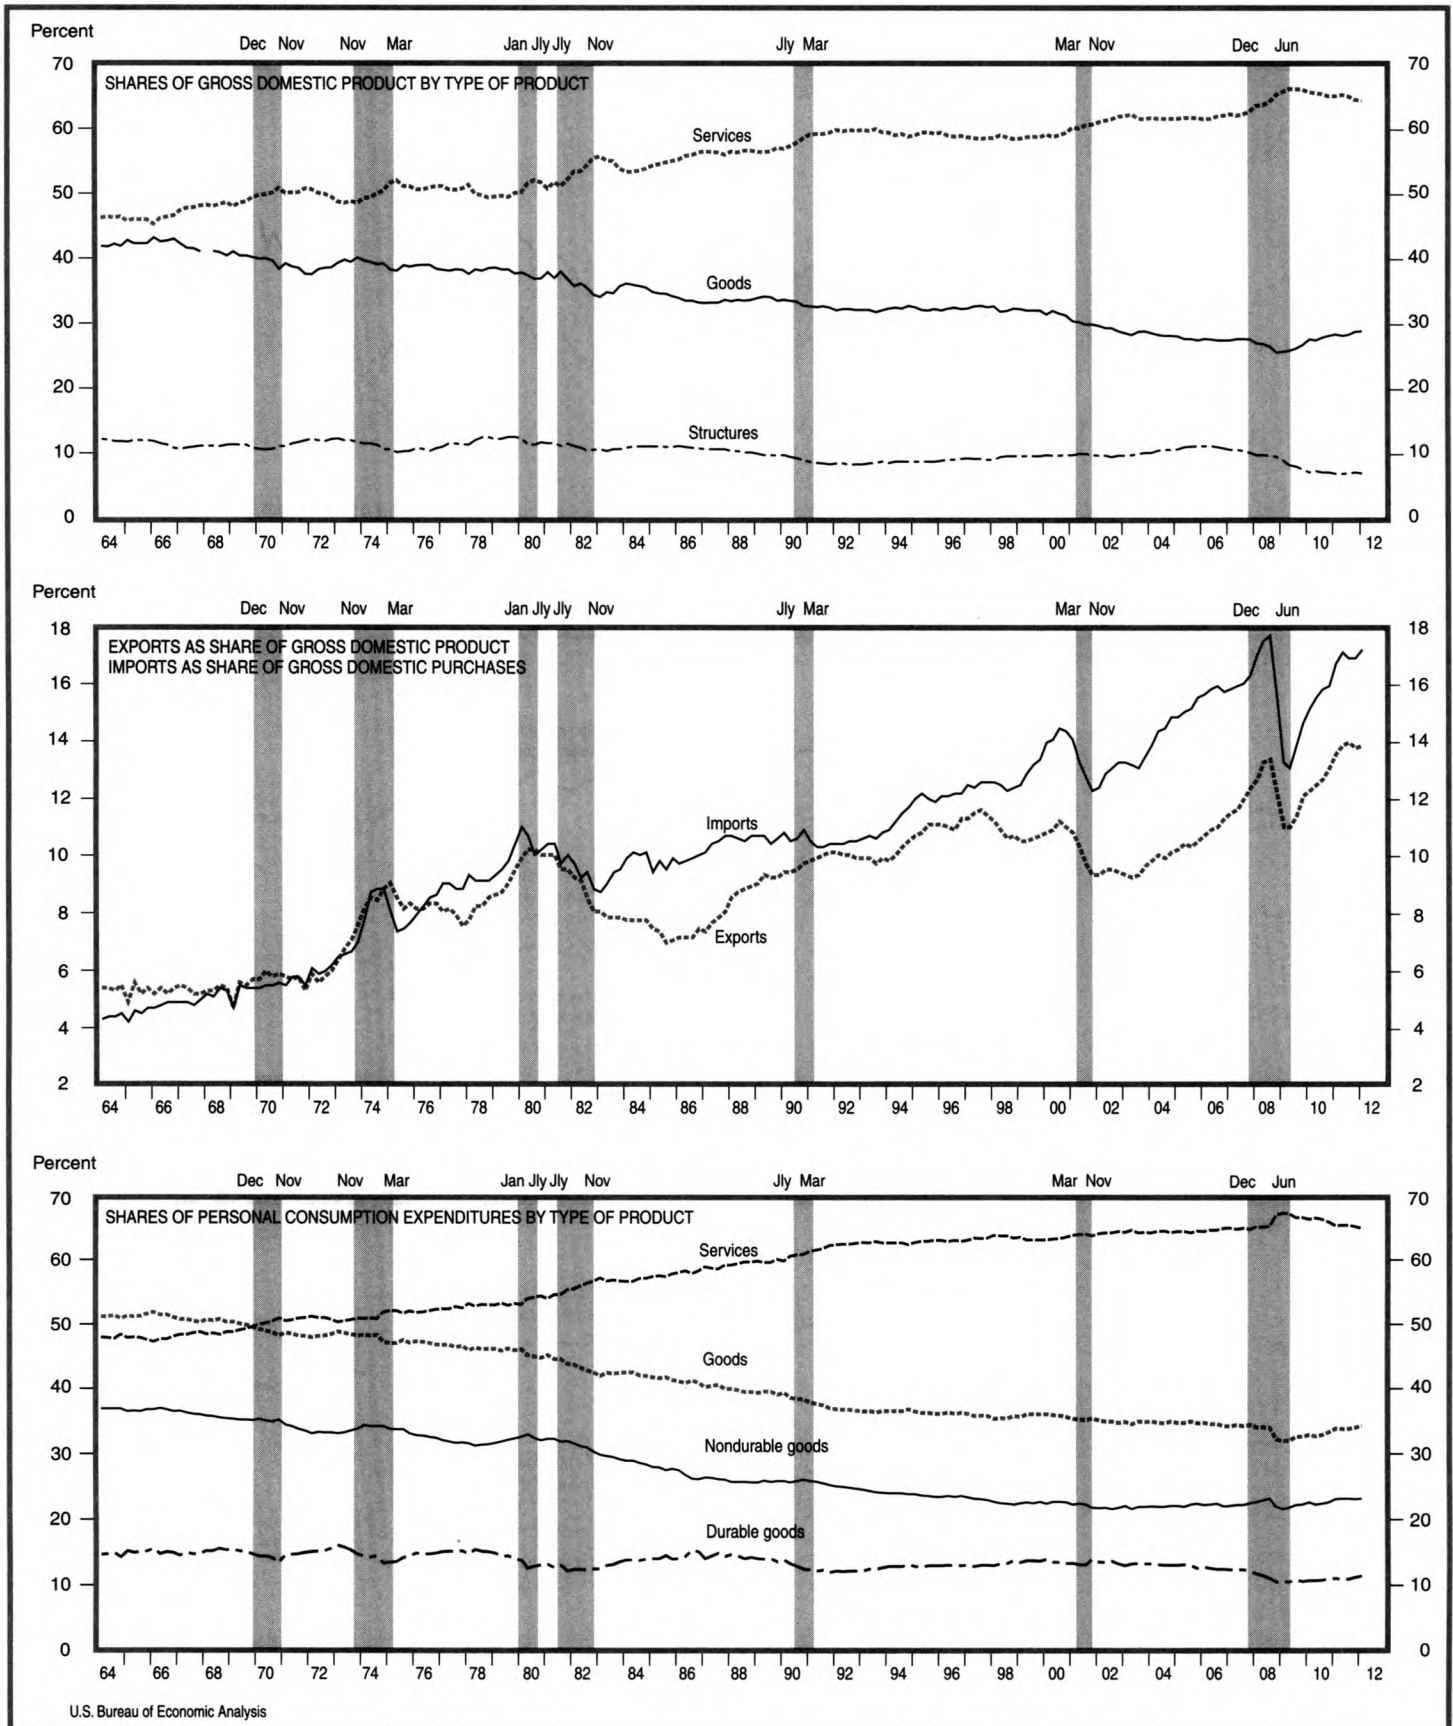 Percent
Dec Nov Nov Mar Jan Jly Jly Nov Jly Mar Mar Nov Dec Jun
70 70
SHARES OF GROSS DOMESTIC PRODUCT BY TYPE OF PRODUCT
Services
60 60
50 50
40 40
Goods
30 30
20 20
Structures
10 10
0 0
64 66 68 70 72 74 76 78 80 82 84 86 88 90 92 94 96 98 00 02 04 06 08 10 12
Percent
Dec Nov Nov Mar Jan Jly Jly Nov Jly Mar Mar Nov Dec Jun
18 18
EXPORTS AS SHARE OF GROSS DOMESTIC PRODUCT
IMPORTS AS SHARE OF GROSS DOMESTIC PURCHASES
16 16
14 14
12 12
Imports
10 10
8 8
Exports
6 6
4 4
2 2
64 66 68 70 72 74 76 78 80 82 84 86 88 90 92 94 96 98 00 02 04 06 08 10 12
Percent
Dec Nov Nov Mar Jan Jly Jly Nov Jly Mar Mar Nov Dec Jun
70 70
SHARES OF PERSONAL CONSUMPTION EXPENDITURES BY TYPE OF PRODUCT
Services
60 60
50 50
Goods
40 40
Nondurable goods
30 30
20 20
Durable goods
10 10
0 0
64 66 68 70 72 74 76 78 80 82 84 86 88 90 92 94 96 98 00 02 04 06 08 10 12
U.S. Bureau of Economic Analysis